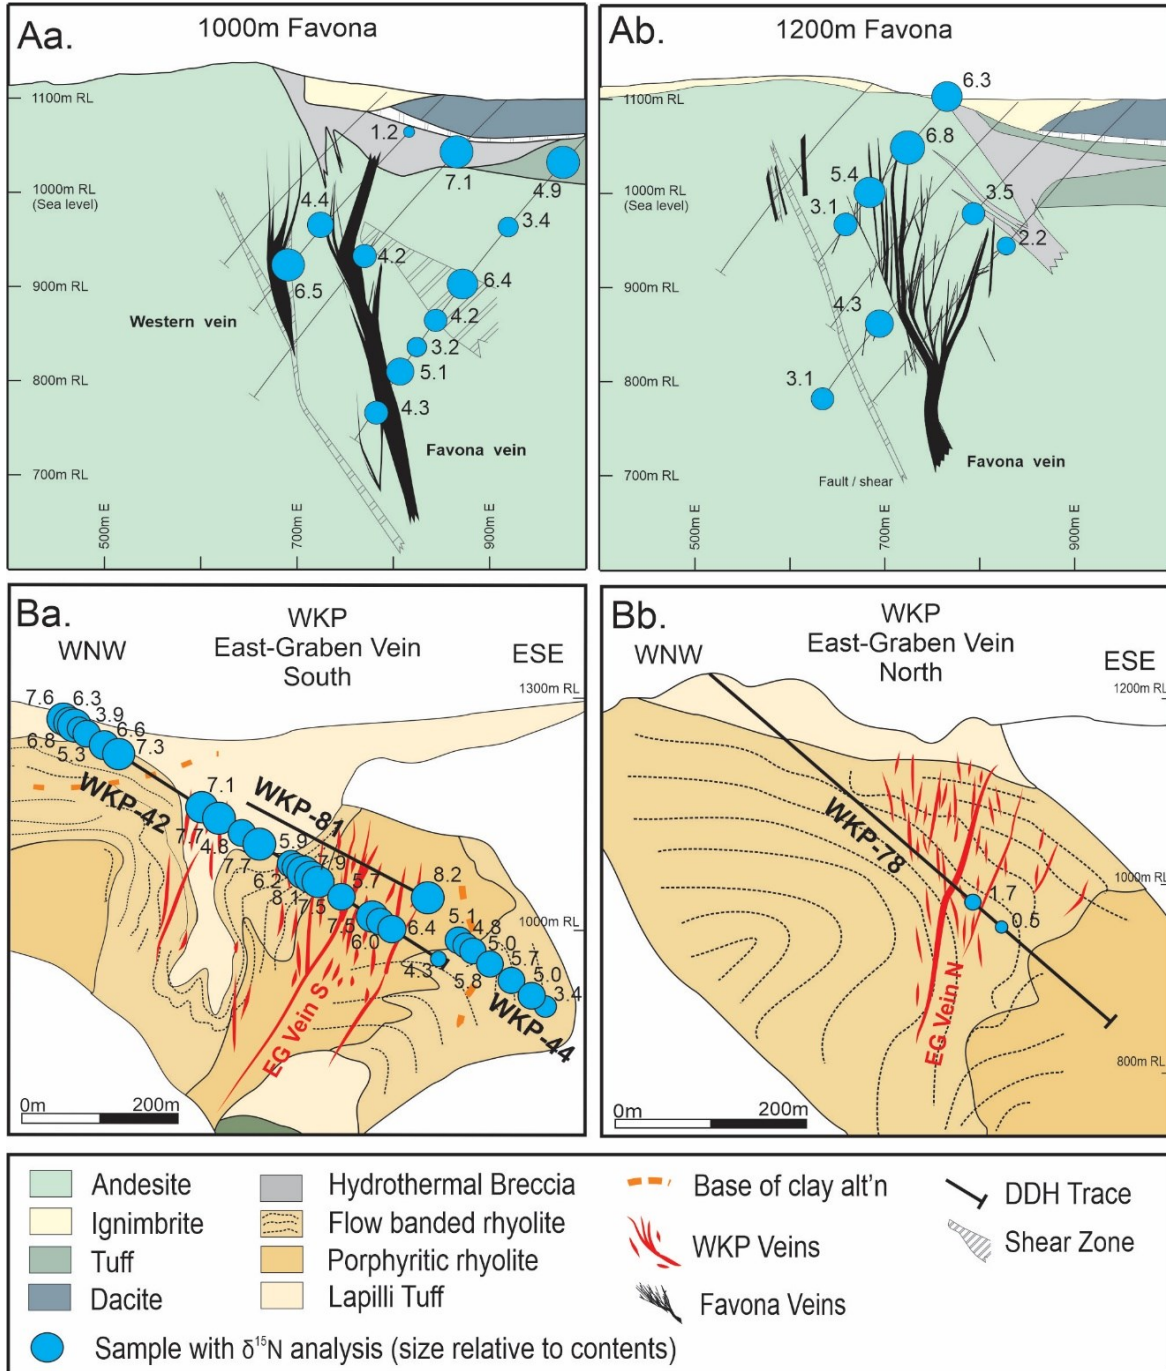 Aa.
1000m Favona
1100m RL
1000m RL
(Sea level)
900m RL
800m RL
700m RL
1.2
7.1
4.9
4.4
3.4
4.2
6.5
6.4
4.2
3.2
5.1
4.3
Western vein
Favona vein
500m E
700m E
900m E
Ab.
1200m Favona
1100m RL
1000m RL
(Sea level)
900m RL
800m RL
700m RL
6.3
6.8
5.4
3.1
3.5
2.2
4.3
3.1
Favona vein
Fault / shear
500m E
700m E
900m E
Ba.
WKP
East-Graben Vein
South
WNW
ESE
1300m RL
1000m RL
7.6
6.3
3.9
6.6
7.3
6.8
5.3
WKP-42
7.1
WKP-81
7.7
4.8
7.7
5.9
7.9
6.2
8.1
5.7
7.5
8.2
7.5
6.0
6.4
4.3
5.1
4.8
5.0
5.7
5.8
5.0
3.4
WKP-44
EG Vein S
0m
200m
Bb.
WKP
East-Graben Vein
North
WNW
ESE
1200m RL
1000m RL
800m RL
WKP-78
1.7
0.5
EG Vein N
0m
200m
Andesite
Ignimbrite
Tuff
Dacite
Hydrothermal Breccia
Flow banded rhyolite
Porphyritic rhyolite
Lapilli Tuff
Base of clay alt'n
WKP Veins
Favona Veins
DDH Trace
Shear Zone
Sample with δ¹⁵N analysis (size relative to contents)